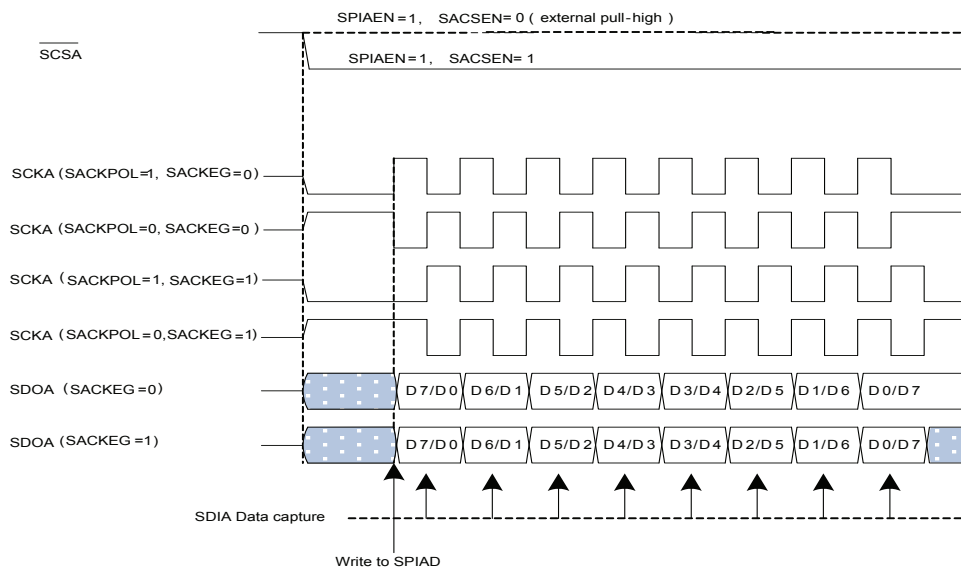 SPIAEN=1, SACSEN=0 ( external pull-high )
SCSA
SPIAEN=1, SACSEN= 1
SCKA (SACKPOL=1, SACKEG=0)
SCKA (SACKPOL=0, SACKEG=0)
SCKA (SACKPOL=1, SACKEG=1)
SCKA (SACKPOL=0,SACKEG=1)
SDOA (SACKEG=0) D7/D0 D6/D1 D5/D2 D4/D3 D3/D4 D2/D5 D1/D6 D0/D7
SDOA (SACKEG=1) D7/D0 D6/D1 D5/D2 D4/D3 D3/D4 D2/D5 D1/D6 D0/D7
SDIA Data capture
Write to SPIAD